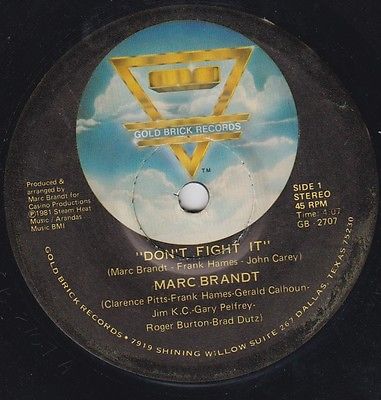 GOLD BRICK RECORDS
TM
Produced &
arranged by
Marc Brandt for
Casino Productions
℗1981 Steam Heat
Music / Arandas
Music BMI
SIDE 1
STEREO
45 RPM
Time: 4:07
GB - 2707
"DON'T FIGHT IT"
(Marc Brandt - Frank Hames - John Carey)
MARC BRANDT
(Clarence Pitts-Frank Hames-Gerald Calhoun-
Jim K.C.-Gary Pelfrey-
Roger Burton-Brad Dutz)
GOLD BRICK RECORDS • 7919 SHINING WILLOW SUITE 267 DALLAS, TEXAS 75230